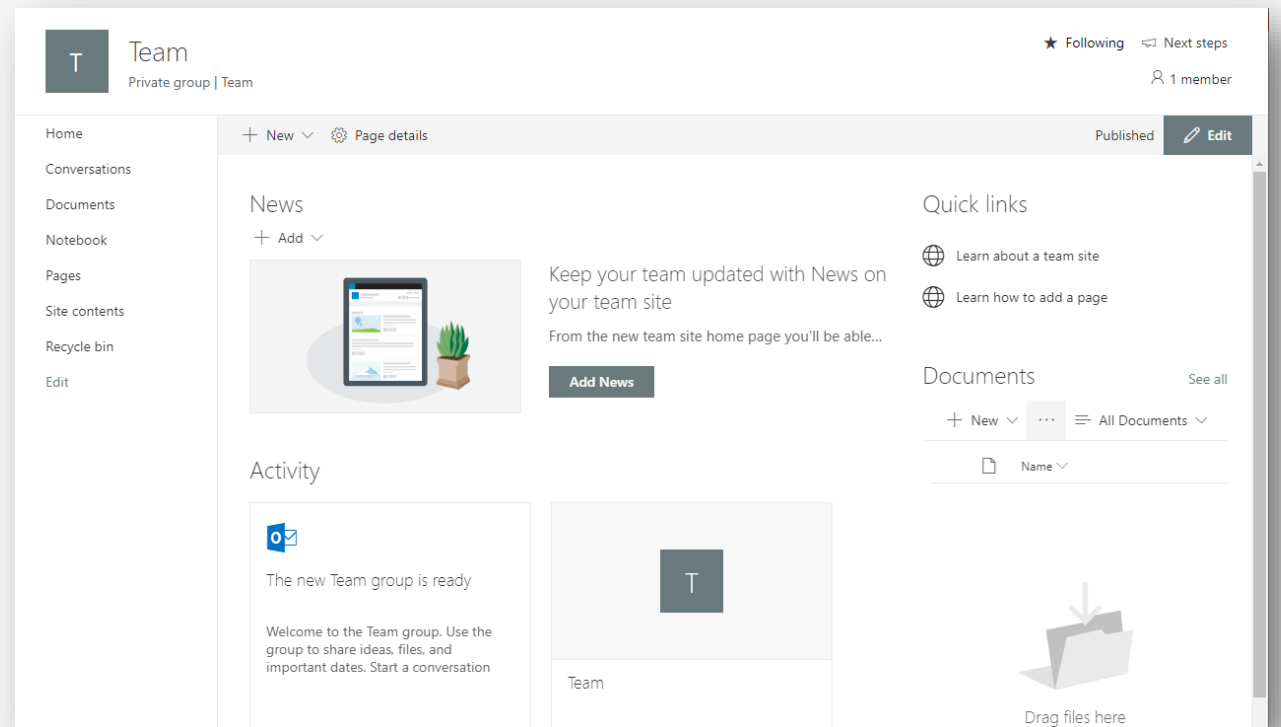 T
Team
Private group | Team
Following
Next steps
1 member
Home
Conversations
Documents
Notebook
Pages
Site contents
Recycle bin
Edit
New
Page details
Published
Edit
News
Add
Keep your team updated with News on
your team site
From the new team site home page you'll be able...
Add News
Activity
The new Team group is ready
Welcome to the Team group. Use the
group to share ideas, files, and
important dates. Start a conversation
T
Team
Quick links
Learn about a team site
Learn how to add a page
Documents
See all
New
All Documents
Name
Drag files here